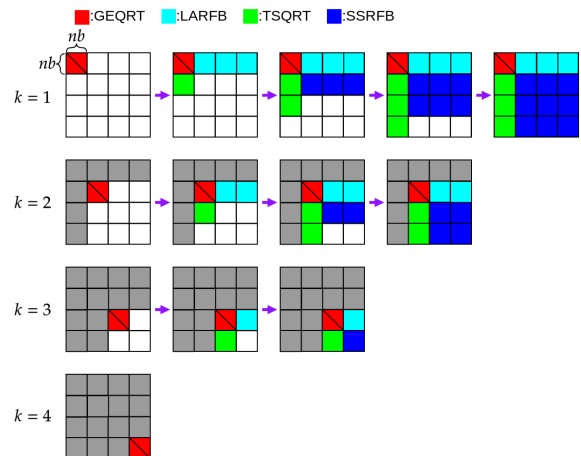 :GEQRT :LARFB :TSQRT :SSRFB
nb
nb
k = 1
k = 2
k = 3
k = 4